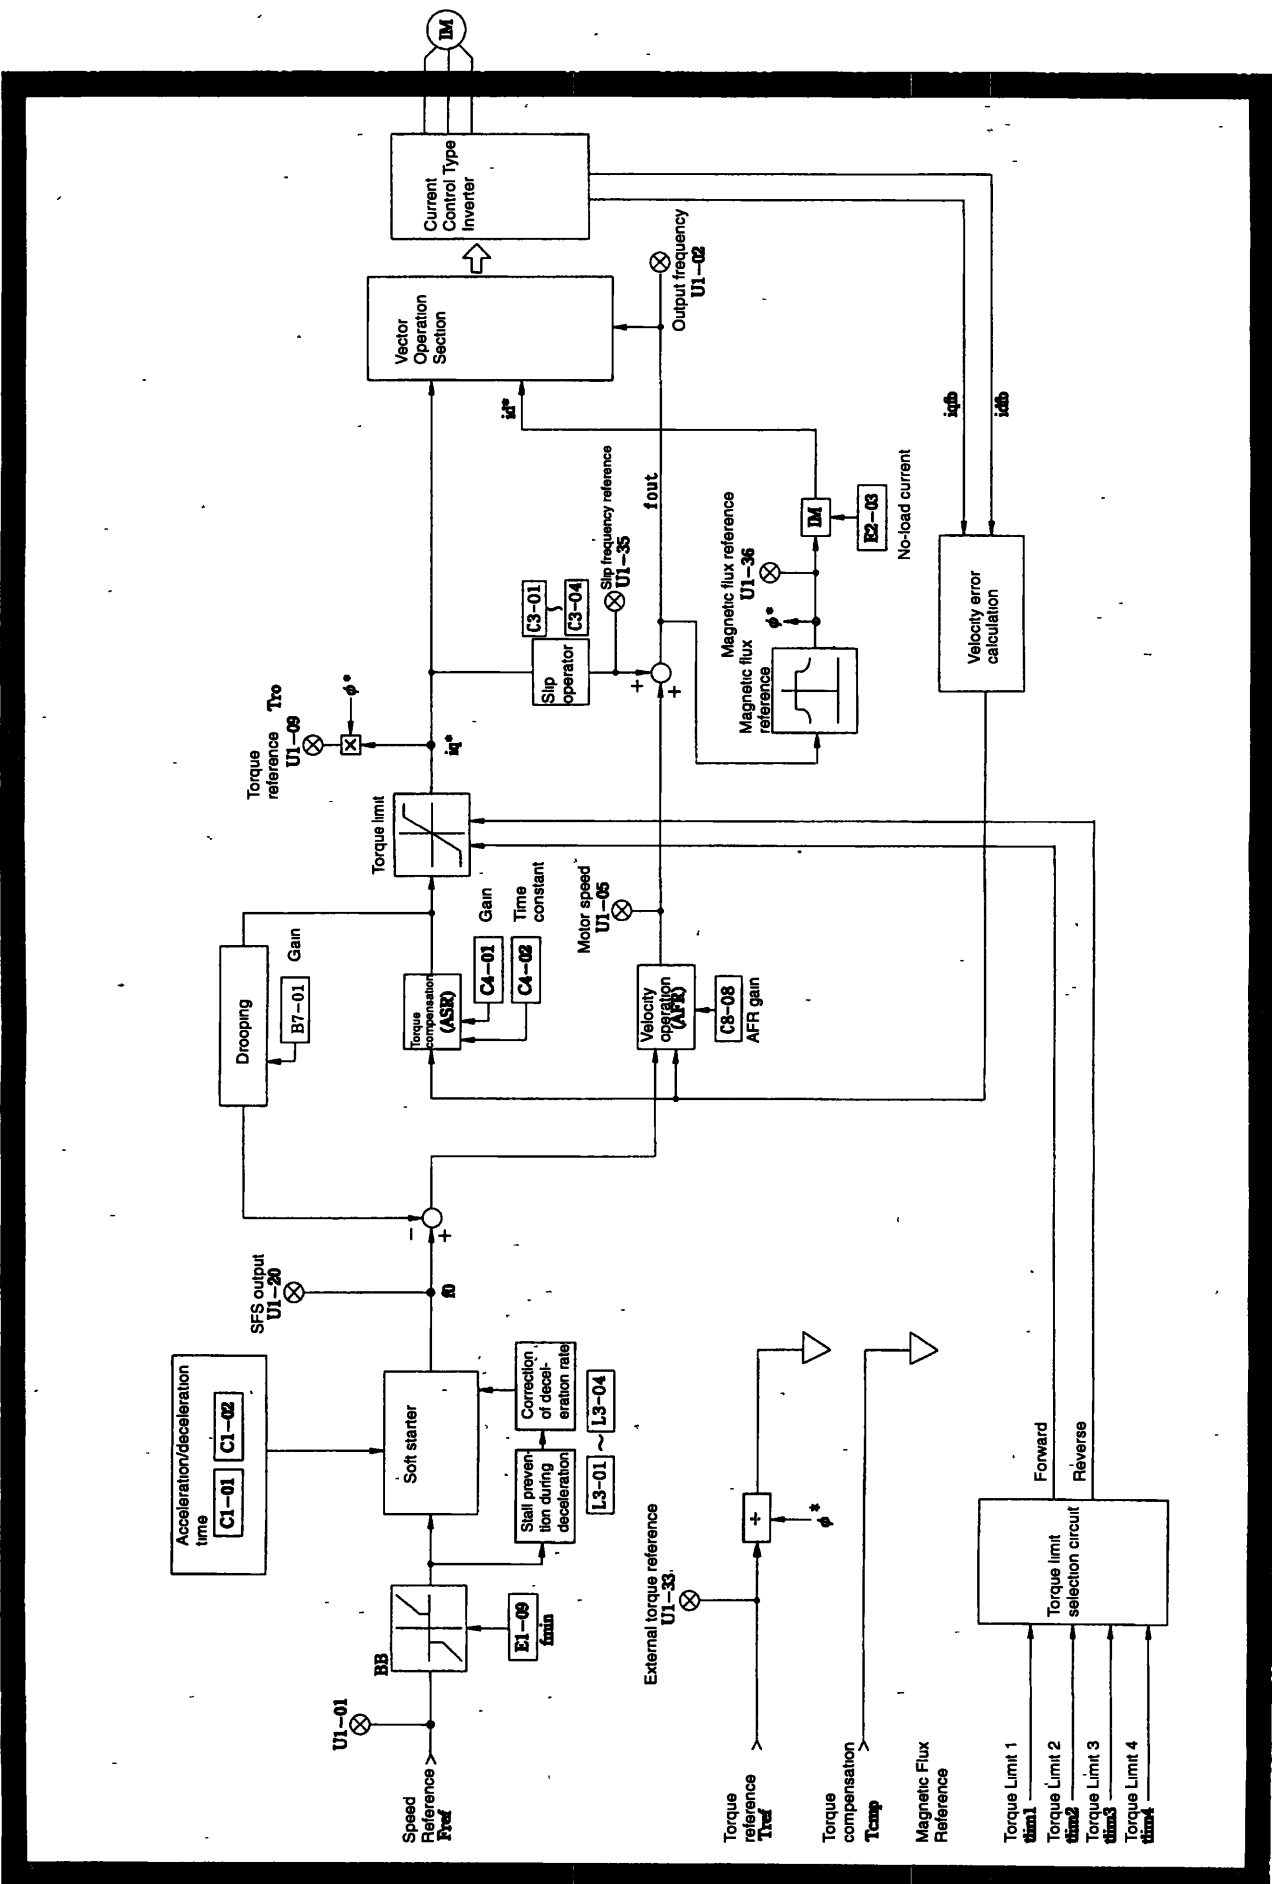 Speed
Reference
Fref
U1-01
BB
E1-09
fmin
Acceleration/deceleration
time
C1-01
C1-02
Soft starter
Stall preven-
tion during
deceleration
Correction
of decel-
eration rate
L3-01 ~ L3-04
SFS output
U1-20
f0
-
+
Drooping
B7-01
Gain
Torque
compensation
(ASR)
C4-01
Gain
C4-02
Time
constant
Torque limit
Torque
reference
U1-09
Tro
ϕ*
×
iq*
Velocity
operation
(AFR)
C8-08
AFR gain
Motor speed
U1-05
Slip
operator
C3-01
~
C3-04
Slip frequency reference
U1-35
+
+
fout
Magnetic flux
reference
Magnetic flux reference
U1-36
ϕ*
IM
E2-03
No-load current
id*
Vector
Operation
Section
Output frequency
U1-02
Current
Control Type
Inverter
IM
iqfb
idfb
Velocity error
calculation
External torque reference
U1-33
Torque
reference
Tref
÷
ϕ*
Torque
compensation
Tcmp
Magnetic Flux
Reference
Torque Limit 1
tlim1
Torque Limit 2
tlim2
Torque Limit 3
tlim3
Torque Limit 4
tlim4
Torque limit
selection circuit
Forward
Reverse